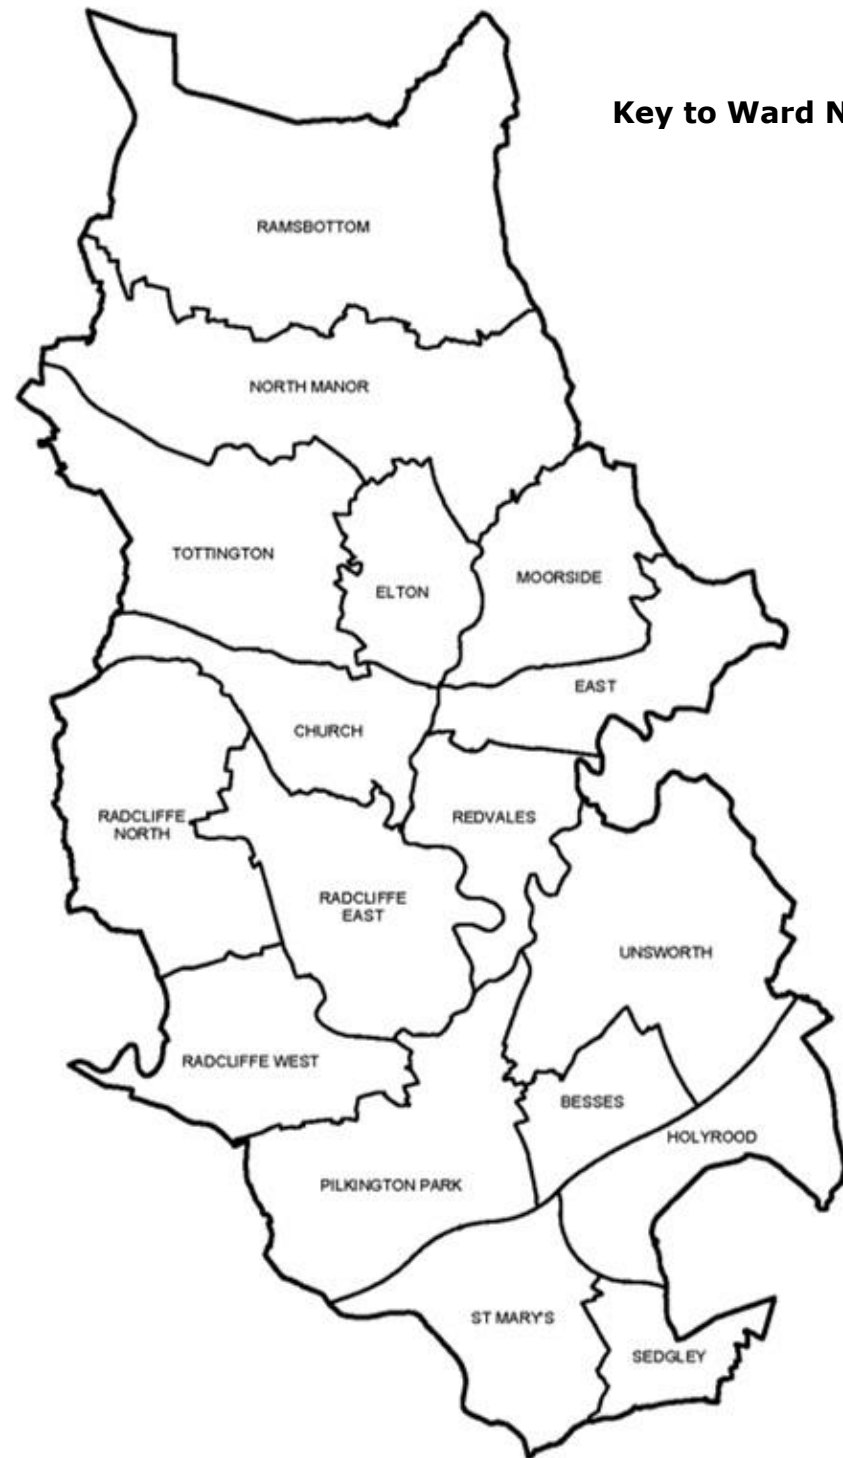 Key to Ward N
RAMSBOTTOM
NORTH MANOR
TOTTINGTON
ELTON
MOORSIDE
EAST
CHURCH
RADCLIFFE
NORTH
REDVALES
RADCLIFFE
EAST
UNSWORTH
RADCLIFFE WEST
BESSES
HOLYROOD
PILKINGTON PARK
ST MARY'S
SEDGLEY